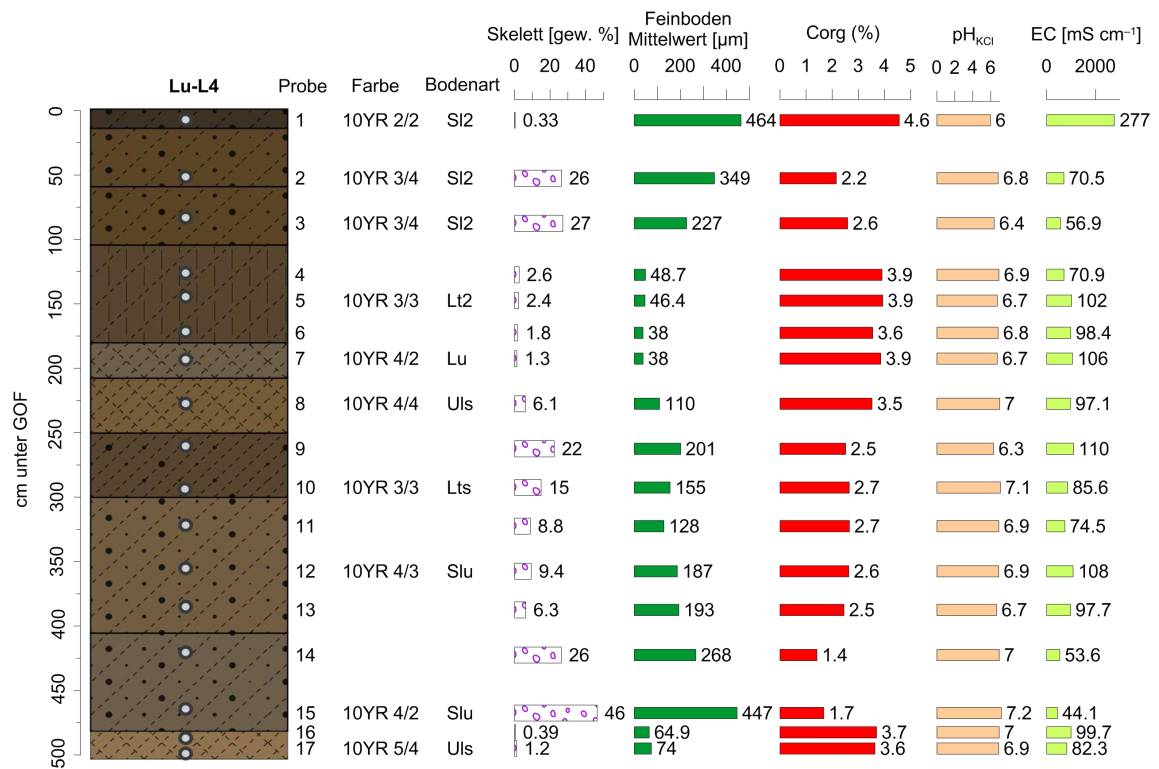 Skelett [gew. %] Feinboden Mittelwert [µm] Corg (%) pHKCl EC [mS cm⁻¹]
0 20 40 0 200 400 0 1 2 3 4 5 0 2 4 6 0 2000
Lu-L4 Probe Farbe Bodenart
cm unter GOF
0 50 100 150 200 250 300 350 400 450 500
1 10YR 2/2 Sl2 0.33 464 4.6 6 277
2 10YR 3/4 Sl2 26 349 2.2 6.8 70.5
3 10YR 3/4 Sl2 27 227 2.6 6.4 56.9
4 2.6 48.7 3.9 6.9 70.9
5 10YR 3/3 Lt2 2.4 46.4 3.9 6.7 102
6 1.8 38 3.6 6.8 98.4
7 10YR 4/2 Lu 1.3 38 3.9 6.7 106
8 10YR 4/4 Uls 6.1 110 3.5 7 97.1
9 22 201 2.5 6.3 110
10 10YR 3/3 Lts 15 155 2.7 7.1 85.6
11 8.8 128 2.7 6.9 74.5
12 10YR 4/3 Slu 9.4 187 2.6 6.9 108
13 6.3 193 2.5 6.7 97.7
14 26 268 1.4 7 53.6
15 10YR 4/2 Slu 46 447 1.7 7.2 44.1
16 0.39 64.9 3.7 7 99.7
17 10YR 5/4 Uls 1.2 74 3.6 6.9 82.3